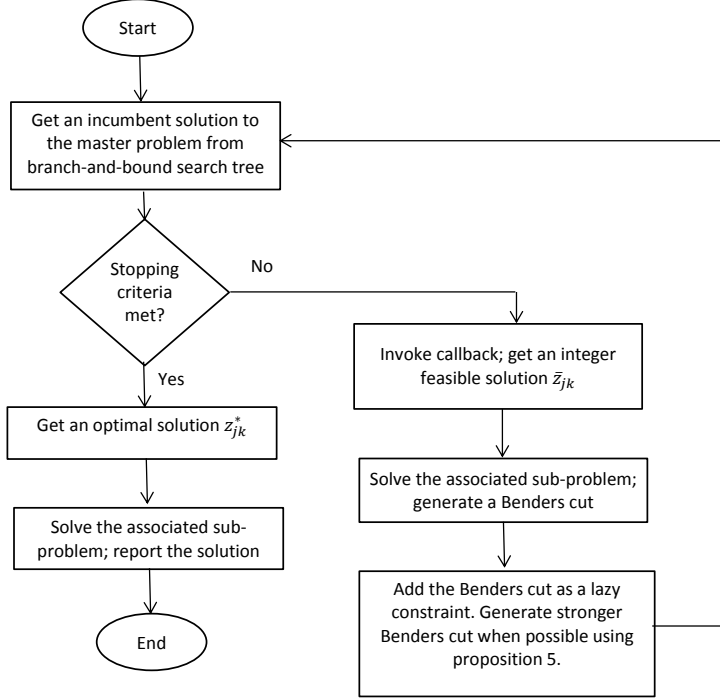 Start
Get an incumbent solution to
the master problem from
branch-and-bound search tree
Stopping
criteria
met?
No
Yes
Invoke callback; get an integer
feasible solution z̄_{jk}
Get an optimal solution z*_{jk}
Solve the associated sub-problem;
generate a Benders cut
Solve the associated sub-
problem; report the solution
Add the Benders cut as a lazy
constraint. Generate stronger
Benders cut when possible using
proposition 5.
End